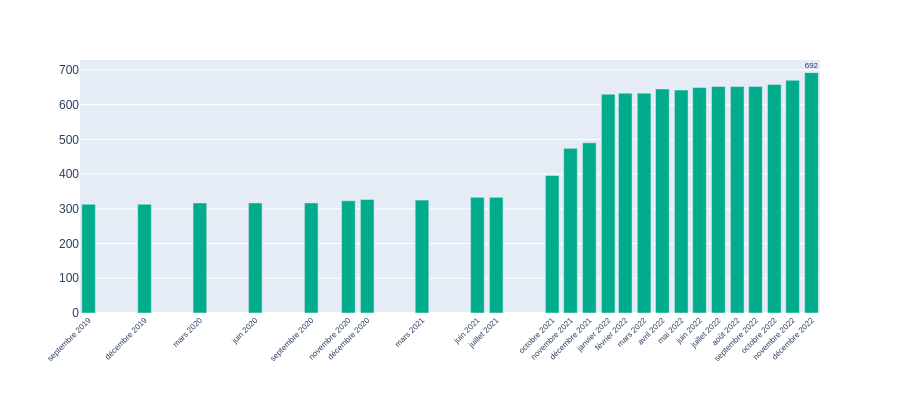 692
700
600
500
400
300
200
100
0
septembre 2019
décembre 2019
mars 2020
juin 2020
septembre 2020
novembre 2020
décembre 2020
mars 2021
juin 2021
juillet 2021
octobre 2021
novembre 2021
décembre 2021
janvier 2022
février 2022
mars 2022
avril 2022
mai 2022
juin 2022
juillet 2022
août 2022
septembre 2022
octobre 2022
novembre 2022
décembre 2022